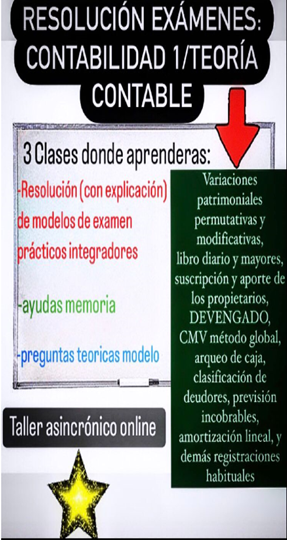 RESOLUCIÓN EXÁMENES:
CONTABILIDAD 1/TEORÍA
CONTABLE
3 Clases donde aprenderas:
-Resolución (con explicación)
de modelos de examen
prácticos integradores
-ayudas memoria
-preguntas teoricas modelo
Variaciones
patrimoniales
permutativas y
modificativas,
libro diario y mayores,
suscripción y aporte de
los propietarios,
DEVENGADO,
CMV método global,
arqueo de caja,
clasificación de
deudores, previsión
incobrables,
amortización lineal, y
demás registraciones
habituales
Taller asincrónico online